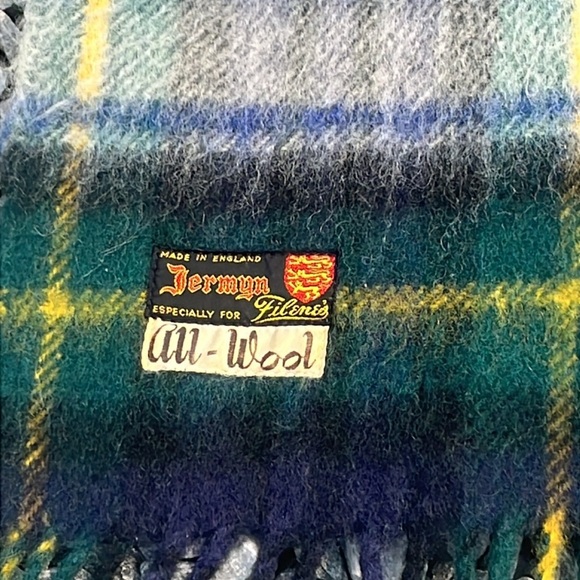 MADE IN ENGLAND
Jermyn
ESPECIALLY FOR Filene's
All-Wool